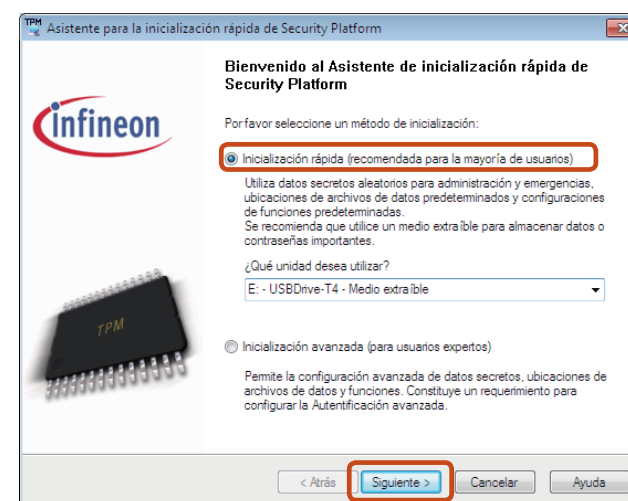 TPM Asistente para la inicialización rápida de Security Platform
Bienvenido al Asistente de inicialización rápida de
Security Platform
infineon
Por favor seleccione un método de inicialización:
Inicialización rápida (recomendada para la mayoría de usuarios)
Utiliza datos secretos aleatorios para administración y emergencias,
ubicaciones de archivos de datos predeterminados y configuraciones
de funciones predeterminadas.
Se recomienda que utilice un medio extraíble para almacenar datos o
contraseñas importantes.
¿Qué unidad desea utilizar?
E: - USBDrive-T4 - Medio extraíble
TPM
Inicialización avanzada (para usuarios expertos)
Permite la configuración avanzada de datos secretos, ubicaciones de
archivos de datos y funciones. Constituye un requerimiento para
configurar la Autentificación avanzada.
< Atrás
Siguiente >
Cancelar
Ayuda